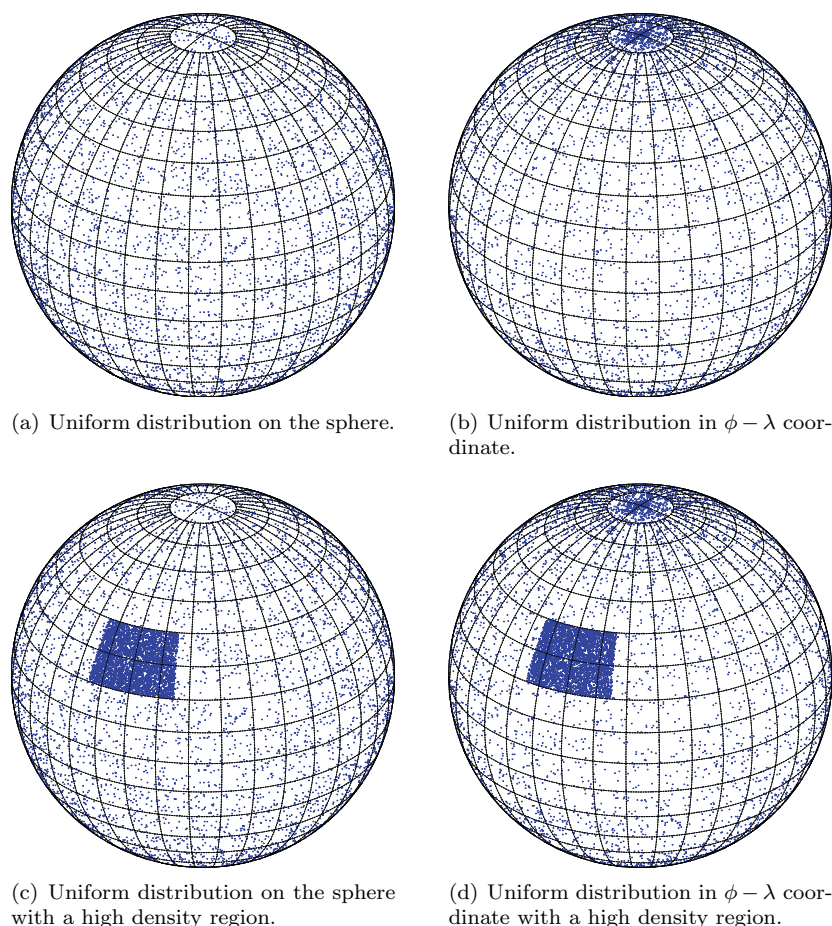 (a) Uniform distribution on the sphere.
(b) Uniform distribution in ϕ − λ coor-
dinate.
(c) Uniform distribution on the sphere
with a high density region.
(d) Uniform distribution in ϕ − λ coor-
dinate with a high density region.